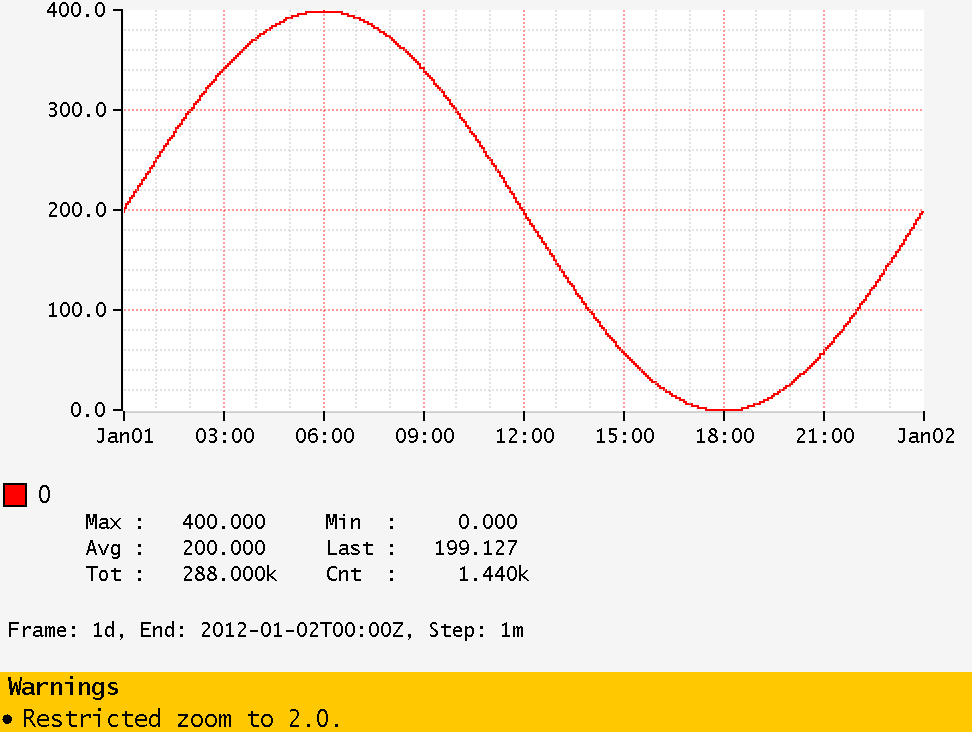 400.0
300.0
200.0
100.0
0.0
Jan01 03:00 06:00 09:00 12:00 15:00 18:00 21:00 Jan02
0
Max : 400.000 Min : 0.000
Avg : 200.000 Last : 199.127
Tot : 288.000k Cnt : 1.440k
Frame: 1d, End: 2012-01-02T00:00Z, Step: 1m
Warnings
• Restricted zoom to 2.0.